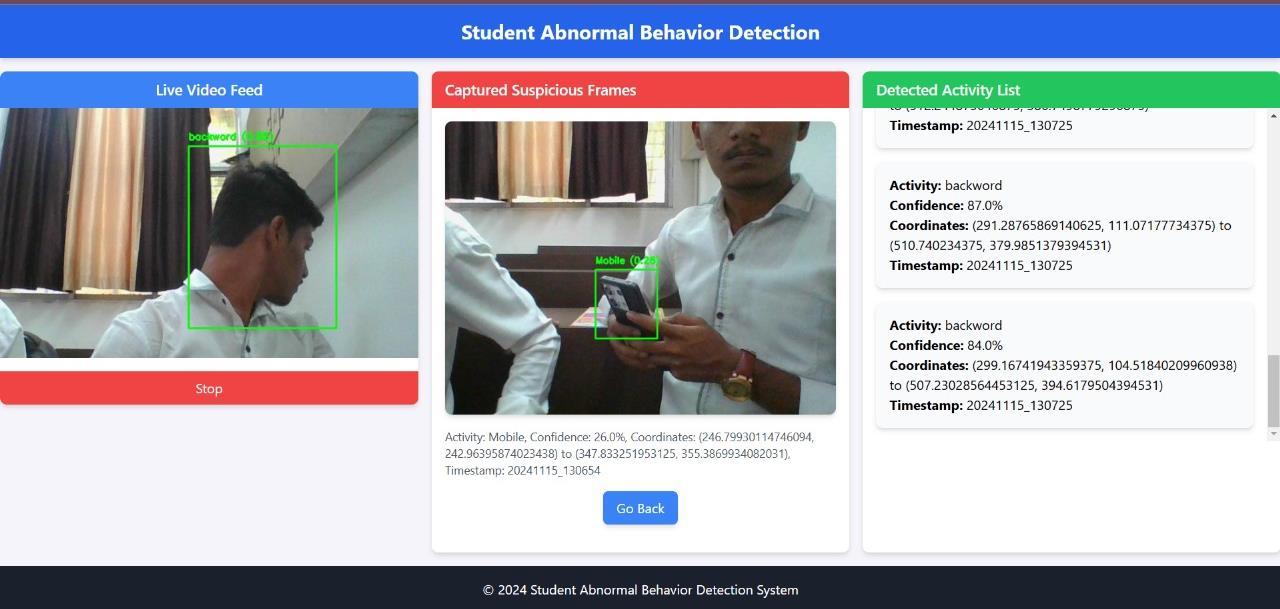 Student Abnormal Behavior Detection
Live Video Feed
backword
Stop
Captured Suspicious Frames
Mobile (0.26)
Activity: Mobile, Confidence: 26.0%, Coordinates: (246.79930114746094,
242.96395874023438) to (347.833251953125, 355.3869934082031),
Timestamp: 20241115_130654
Go Back
Detected Activity List
Timestamp: 20241115_130725
Activity: backword
Confidence: 87.0%
Coordinates: (291.28765869140625, 111.07177734375) to
(510.740234375, 379.9851379394531)
Timestamp: 20241115_130725
Activity: backword
Confidence: 84.0%
Coordinates: (299.16741943359375, 104.51840209960938)
to (507.23028564453125, 394.6179504394531)
Timestamp: 20241115_130725
© 2024 Student Abnormal Behavior Detection System